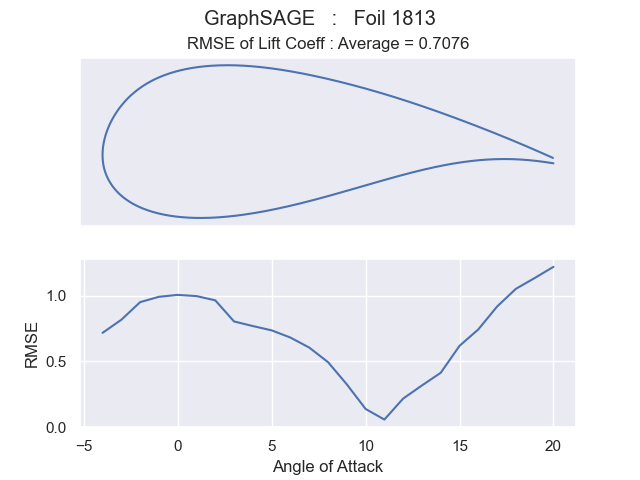 GraphSAGE : Foil 1813
RMSE of Lift Coeff : Average = 0.7076
1.0
0.5
0.0
RMSE
−5 0 5 10 15 20
Angle of Attack